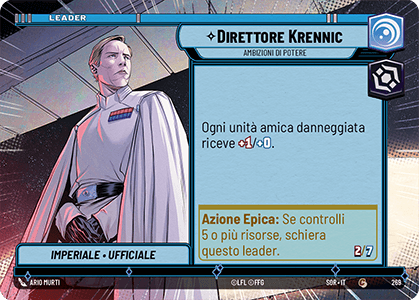 LEADER
DIRETTORE KRENNIC
AMBIZIONI DI POTERE
Ogni unità amica danneggiata
riceve +1/+0.
Azione Epica: Se controlli
5 o più risorse, schiera
questo leader.
2/7
IMPERIALE • UFFICIALE
ARIO MURTI
©LFL ©FFG
SOR • IT
269